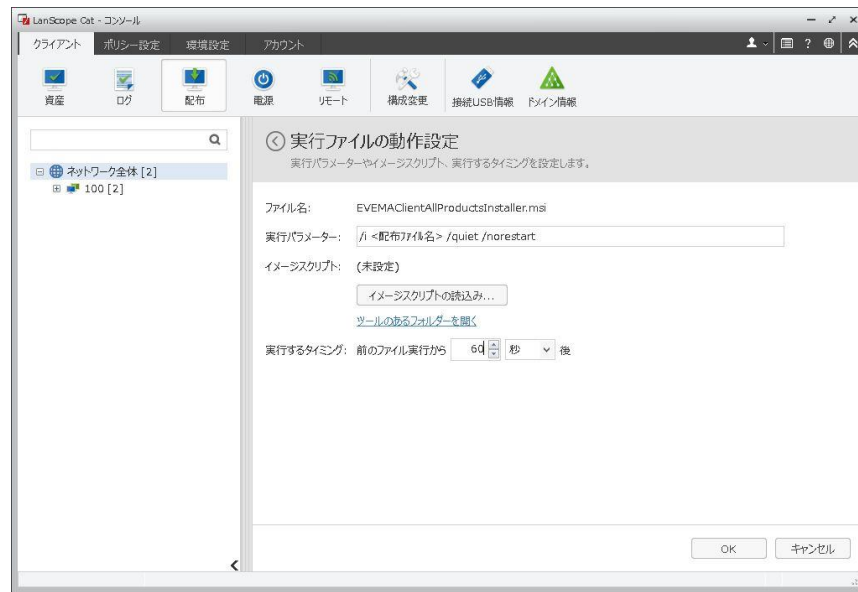 LanScope Cat - コンソール
クライアント ポリシー設定 環境設定 アカウント
資産 ログ 配布 電源 リモート 構成変更 接続USB情報 ドメイン情報
実行ファイルの動作設定
実行パラメーターやイメージスクリプト、実行するタイミングを設定します。
ネットワーク全体 [2]
100 [2]
ファイル名: EVEMAClientAllProductsInstaller.msi
実行パラメーター: /i <配布ファイル名> /quiet /norestart
イメージスクリプト: (未設定)
イメージスクリプトの読込み...
ツールのあるフォルダーを開く
実行するタイミング: 前のファイル実行から 60 秒 後
OK キャンセル